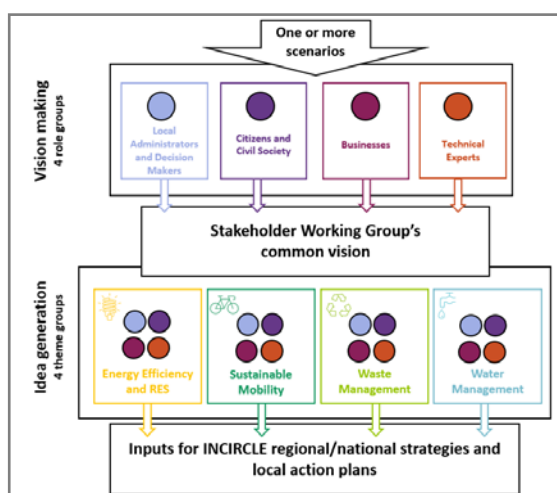 One or more
scenarios
Vision making
4 role groups
Local
Administrators
and Decision
Makers
Citizens and
Civil Society
Businesses
Technical
Experts
Stakeholder Working Group's
common vision
Idea generation
4 theme groups
Energy Efficiency
and RES
Sustainable
Mobility
Waste
Management
Water
Management
Inputs for INCIRCLE regional/national strategies and
local action plans